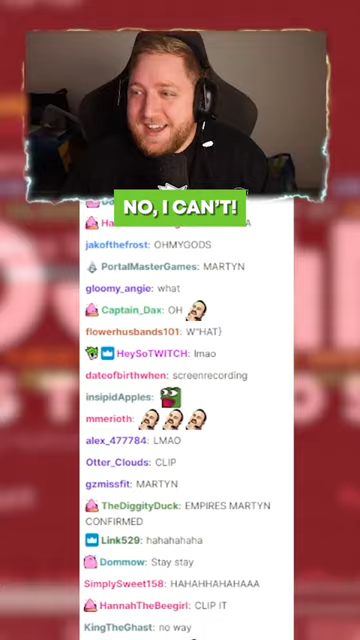 NO, I CAN'T!
jakofthefrost: OHMYGODS
PortalMasterGames: MARTYN
gloomy_angie: what
Captain_Dax: OH
flowerhusbands101: W"HAT}
HeySoTWITCH: lmao
dateofbirthwhen: screenrecording
insipidApples:
mmerioth:
alex_477784: LMAO
Otter_Clouds: CLIP
gzmissfit: MARTYN
TheDiggityDuck: EMPIRES MARTYN
CONFIRMED
Link529: hahahahaha
Dommow: Stay stay
SimplySweet158: HAHAHHAHAHAAA
HannahTheBeegirl: CLIP IT
KingTheGhast: no way